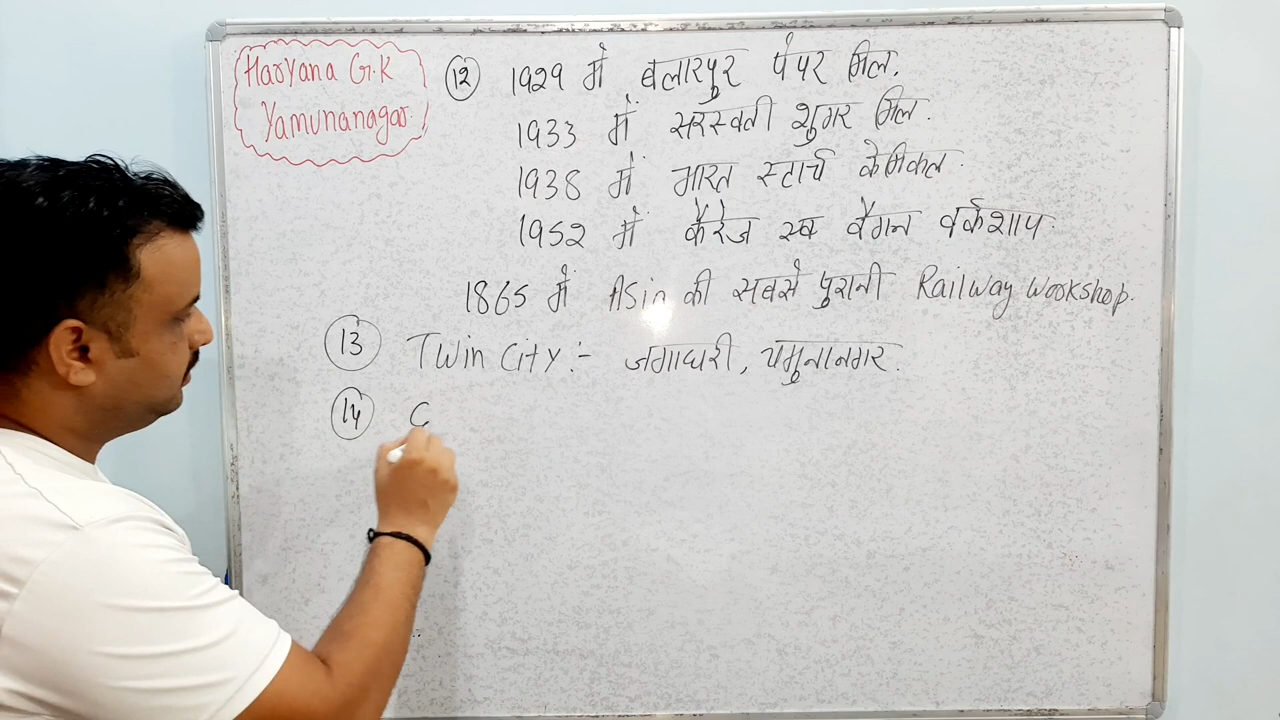 Haryana G.K
Yamunanagar.
(12) 1929 में बलारपुर पेपर मिल.
1933 में सरस्वती शुगर मिल.
1938 में भारत स्टार्च केमिकल.
1952 में कैरेज स्ब वैगन वर्कशाप.
1865 में Asia की सबसे पुरानी Railway Wookshop.
(13) Twin City:- जगाधरी, यमुनानगर.
(14) C